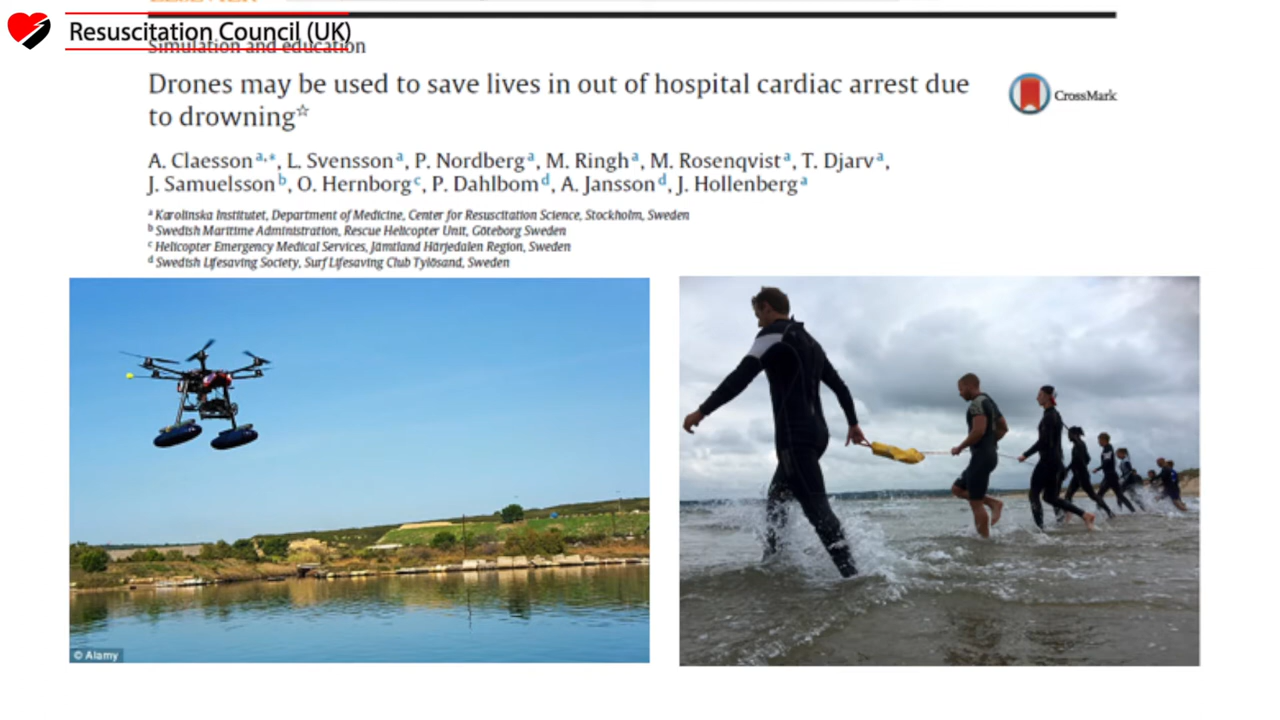 Resuscitation Council (UK)
Simulation and education
Drones may be used to save lives in out of hospital cardiac arrest due
to drowning☆
CrossMark
A. Claesson a,*, L. Svensson a, P. Nordberg a, M. Ringh a, M. Rosenqvist a, T. Djarv a,
J. Samuelsson b, O. Hernborg c, P. Dahlbom d, A. Jansson d, J. Hollenberg a
a Karolinska Institutet, Department of Medicine, Center for Resuscitation Science, Stockholm, Sweden
b Swedish Maritime Administration, Rescue Helicopter Unit, Göteborg Sweden
c Helicopter Emergency Medical Services, Jämtland Härjedalen Region, Sweden
d Swedish Lifesaving Society, Surf Lifesaving Club Tylösand, Sweden
© Alamy